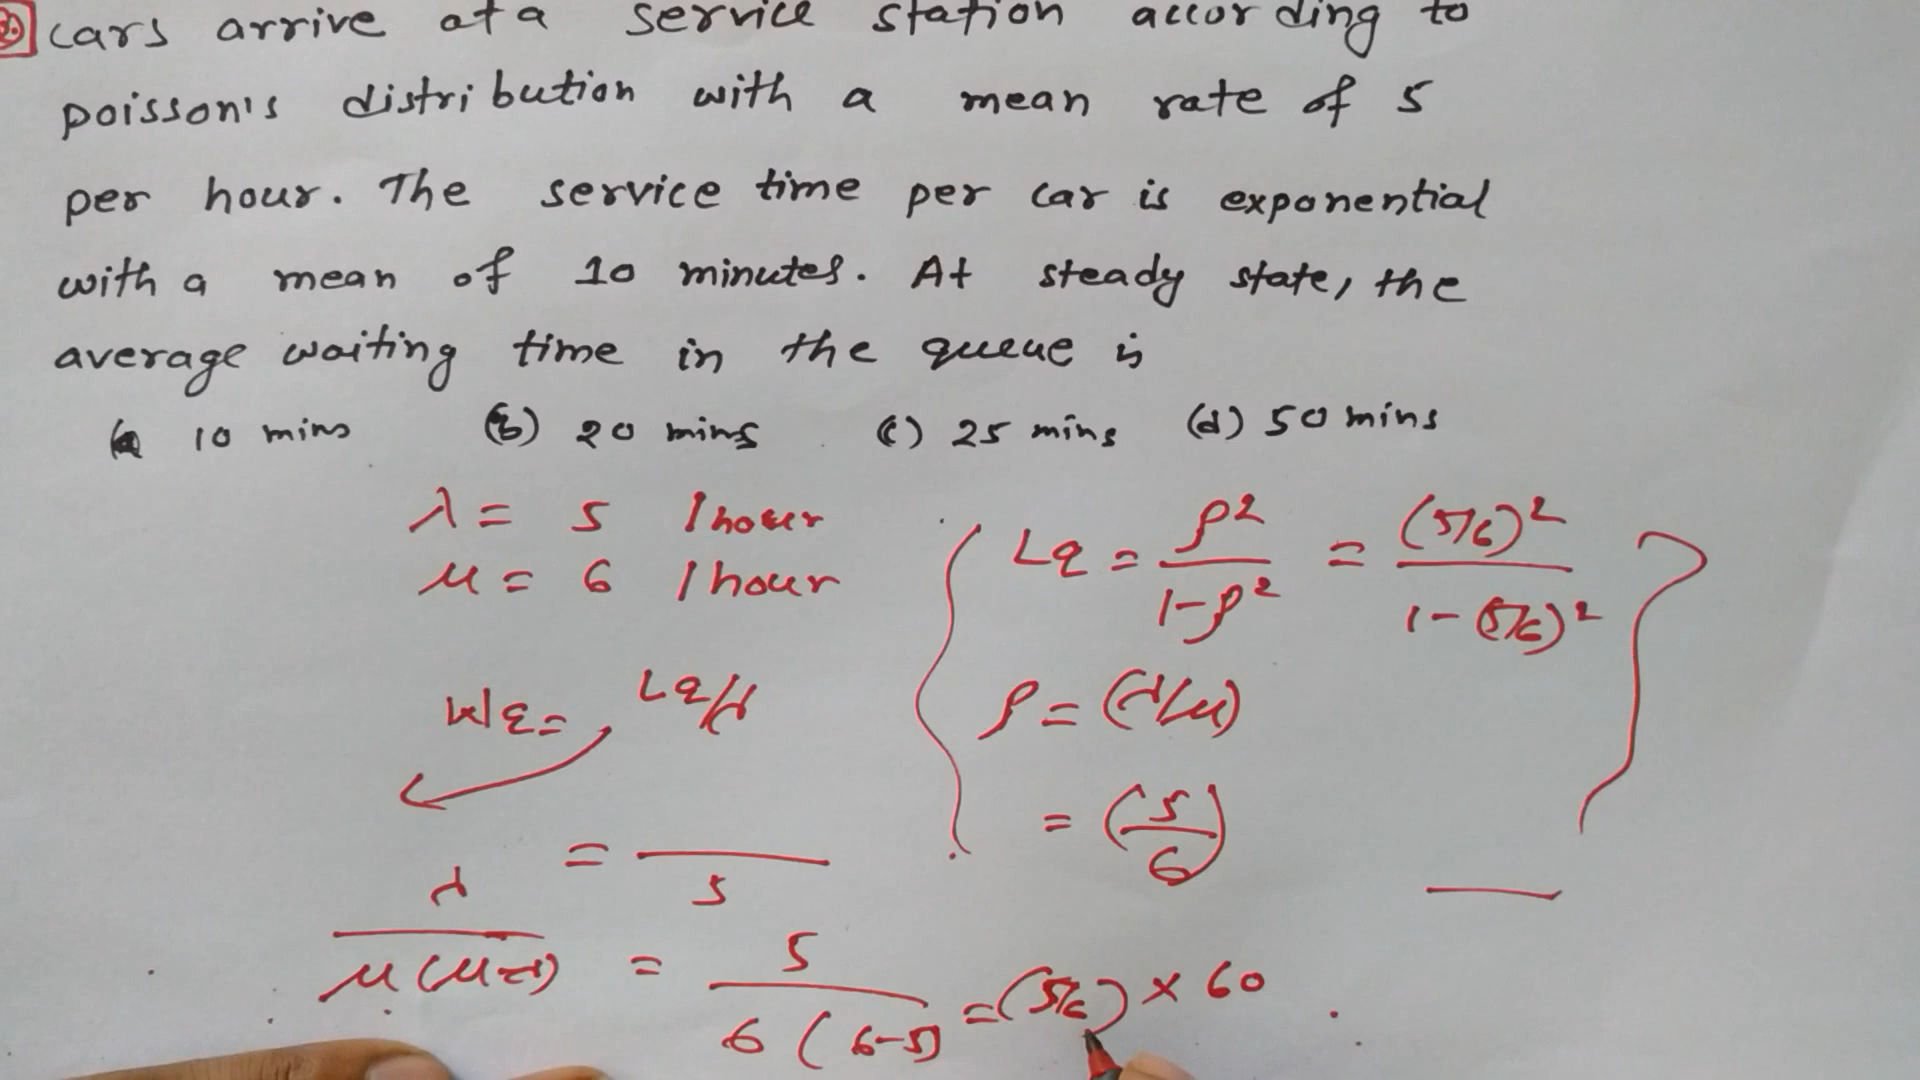 cars arrive at a service station according to
poisson's distribution with a mean rate of 5
per hour. The service time per car is exponential
with a mean of 10 minutes. At steady state, the
average waiting time in the queue is
10 mins (b) 20 mins (c) 25 mins (d) 50 mins
λ = 5 / hour
μ = 6 / hour
Lq = ρ² / 1-ρ² = (5/6)² / 1-(5/6)²
Wq = Lq/λ
ρ = (λ/μ)
= (5/6)
= / 5
λ / μ(μ-λ) = 5 / 6(6-5) = (5/6) × 60